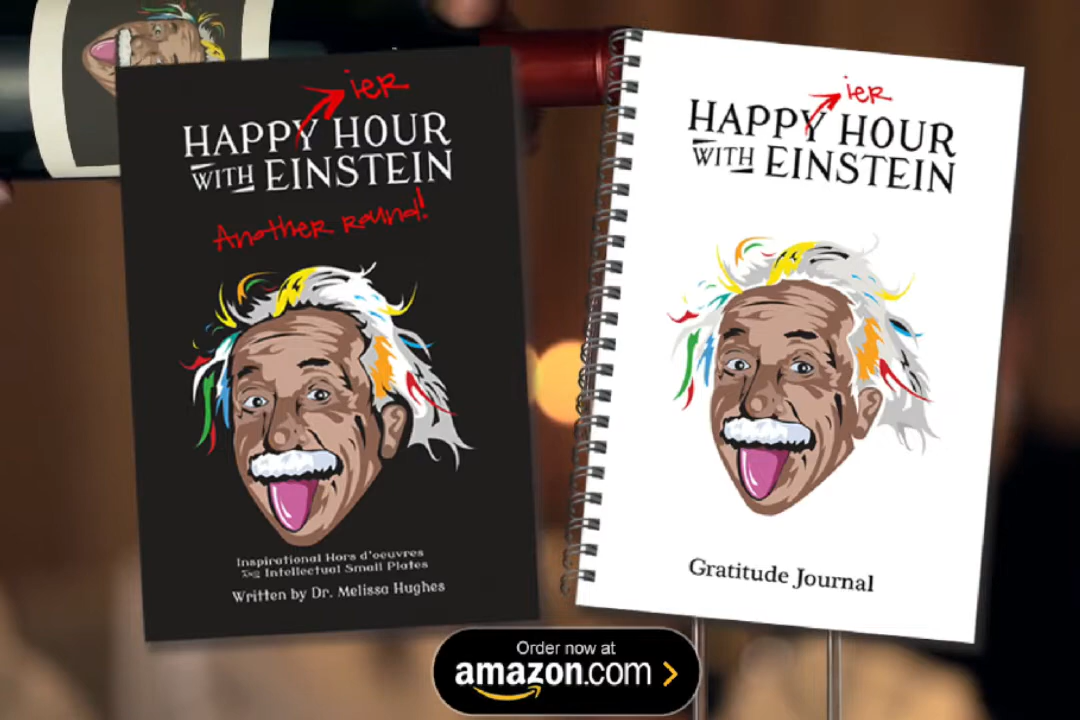 ier
HAPPY HOUR
WITH EINSTEIN
Another round!
Inspirational Hors d'oeuvres
and Intellectual Small Plates
Written by Dr. Melissa Hughes
ier
HAPPY HOUR
WITH EINSTEIN
Gratitude Journal
Order now at
amazon.com